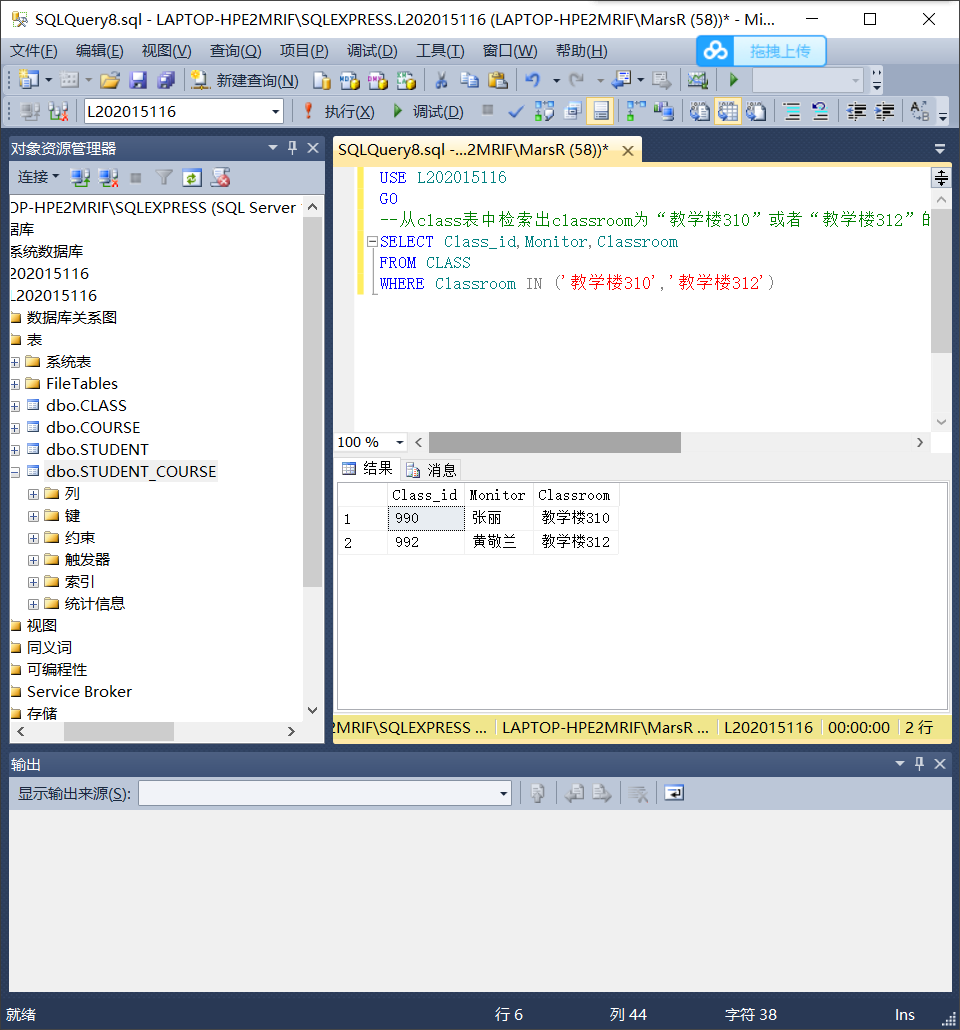 SQLQuery8.sql - LAPTOP-HPE2MRIF\SQLEXPRESS.L202015116 (LAPTOP-HPE2MRIF\MarsR (58))* - Mi...
文件(F) 编辑(E) 视图(V) 查询(Q) 项目(P) 调试(D) 工具(T) 窗口(W) 帮助(H)
拖拽上传
新建查询(N)
L202015116 执行(X) 调试(D)
对象资源管理器
连接
OP-HPE2MRIF\SQLEXPRESS (SQL Server
据库
系统数据库
202015116
L202015116
数据库关系图
表
系统表
FileTables
dbo.CLASS
dbo.COURSE
dbo.STUDENT
dbo.STUDENT_COURSE
列
键
约束
触发器
索引
统计信息
视图
同义词
可编程性
Service Broker
存储
SQLQuery8.sql -...2MRIF\MarsR (58))*
USE L202015116
GO
--从class表中检索出classroom为“教学楼310”或者“教学楼312”的
SELECT Class_id,Monitor,Classroom
FROM CLASS
WHERE Classroom IN ('教学楼310','教学楼312')
100 %
结果 消息
Class_id Monitor Classroom
1 990 张丽 教学楼310
2 992 黄敬兰 教学楼312
2MRIF\SQLEXPRESS ... LAPTOP-HPE2MRIF\MarsR ... L202015116 00:00:00 2 行
输出
显示输出来源(S):
就绪 行 6 列 44 字符 38 Ins